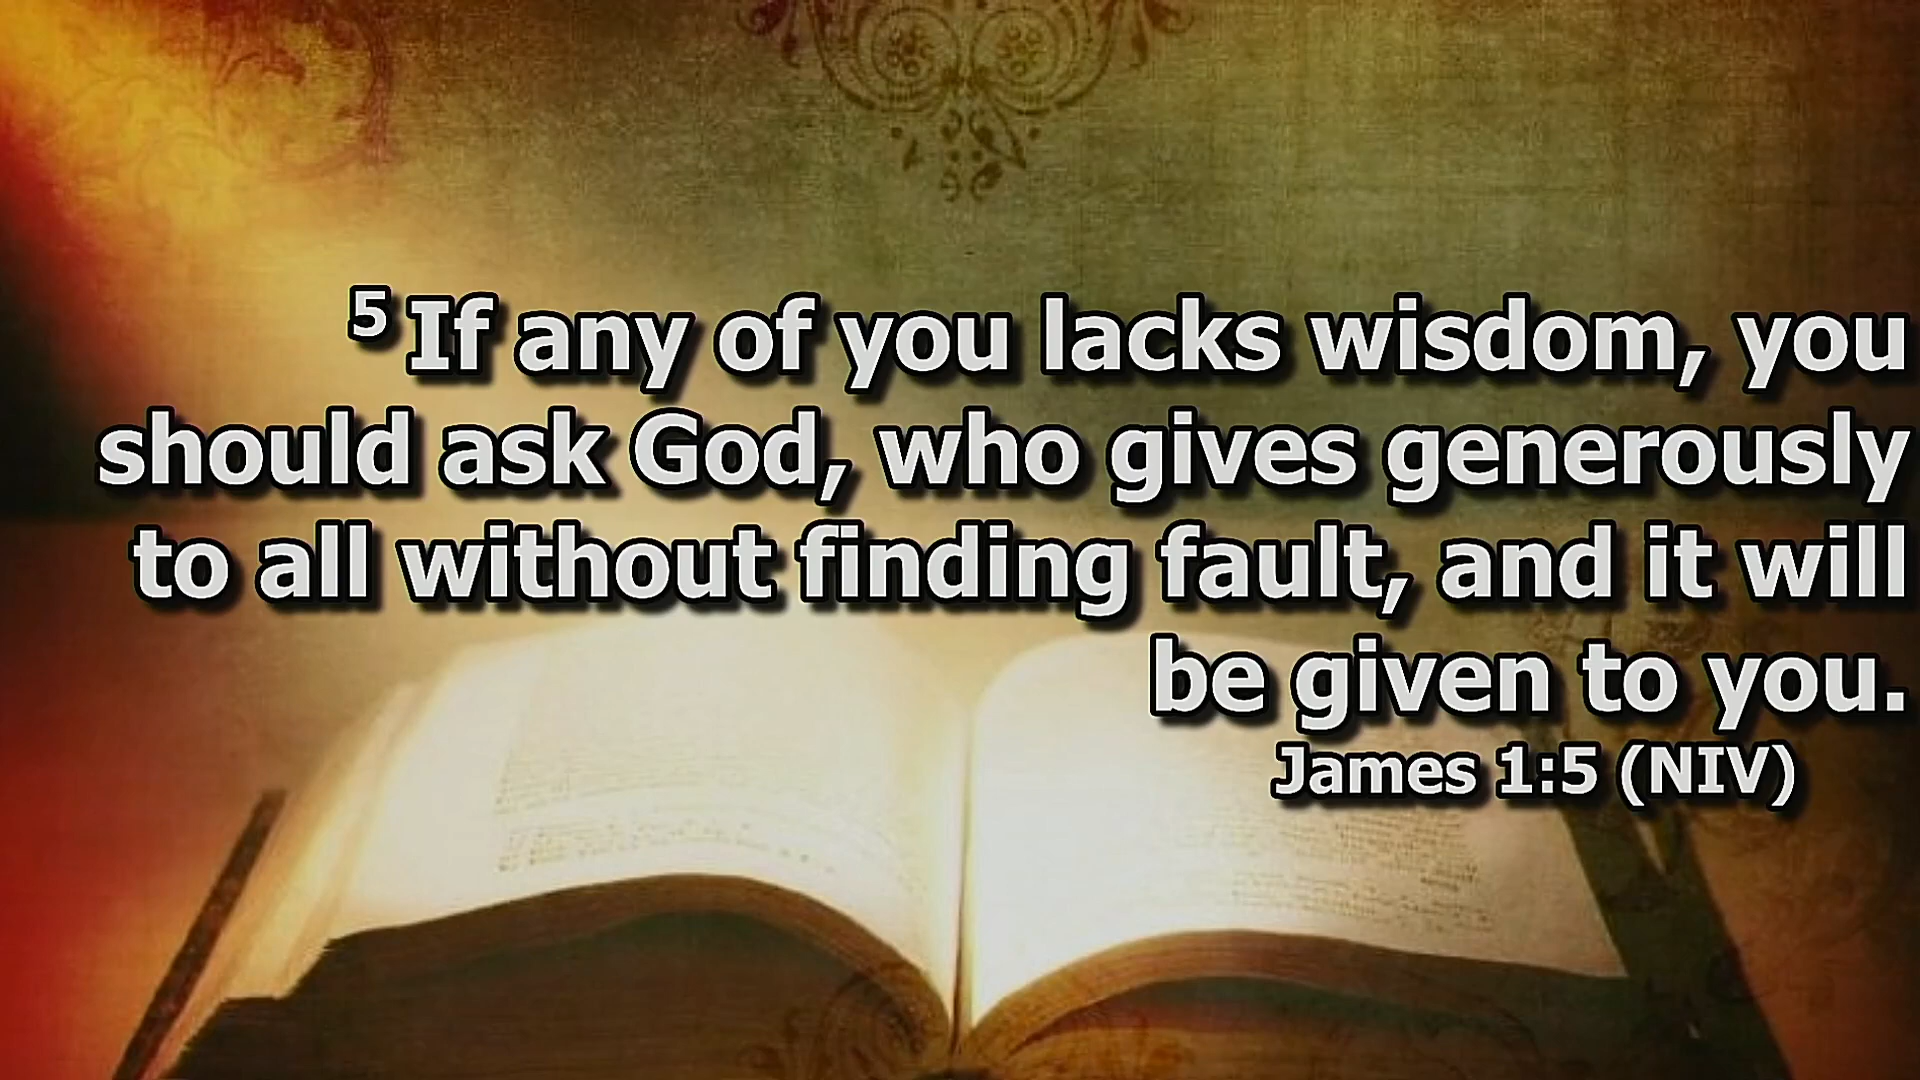 5 If any of you lacks wisdom, you
should ask God, who gives generously
to all without finding fault, and it will
be given to you.
James 1:5 (NIV)